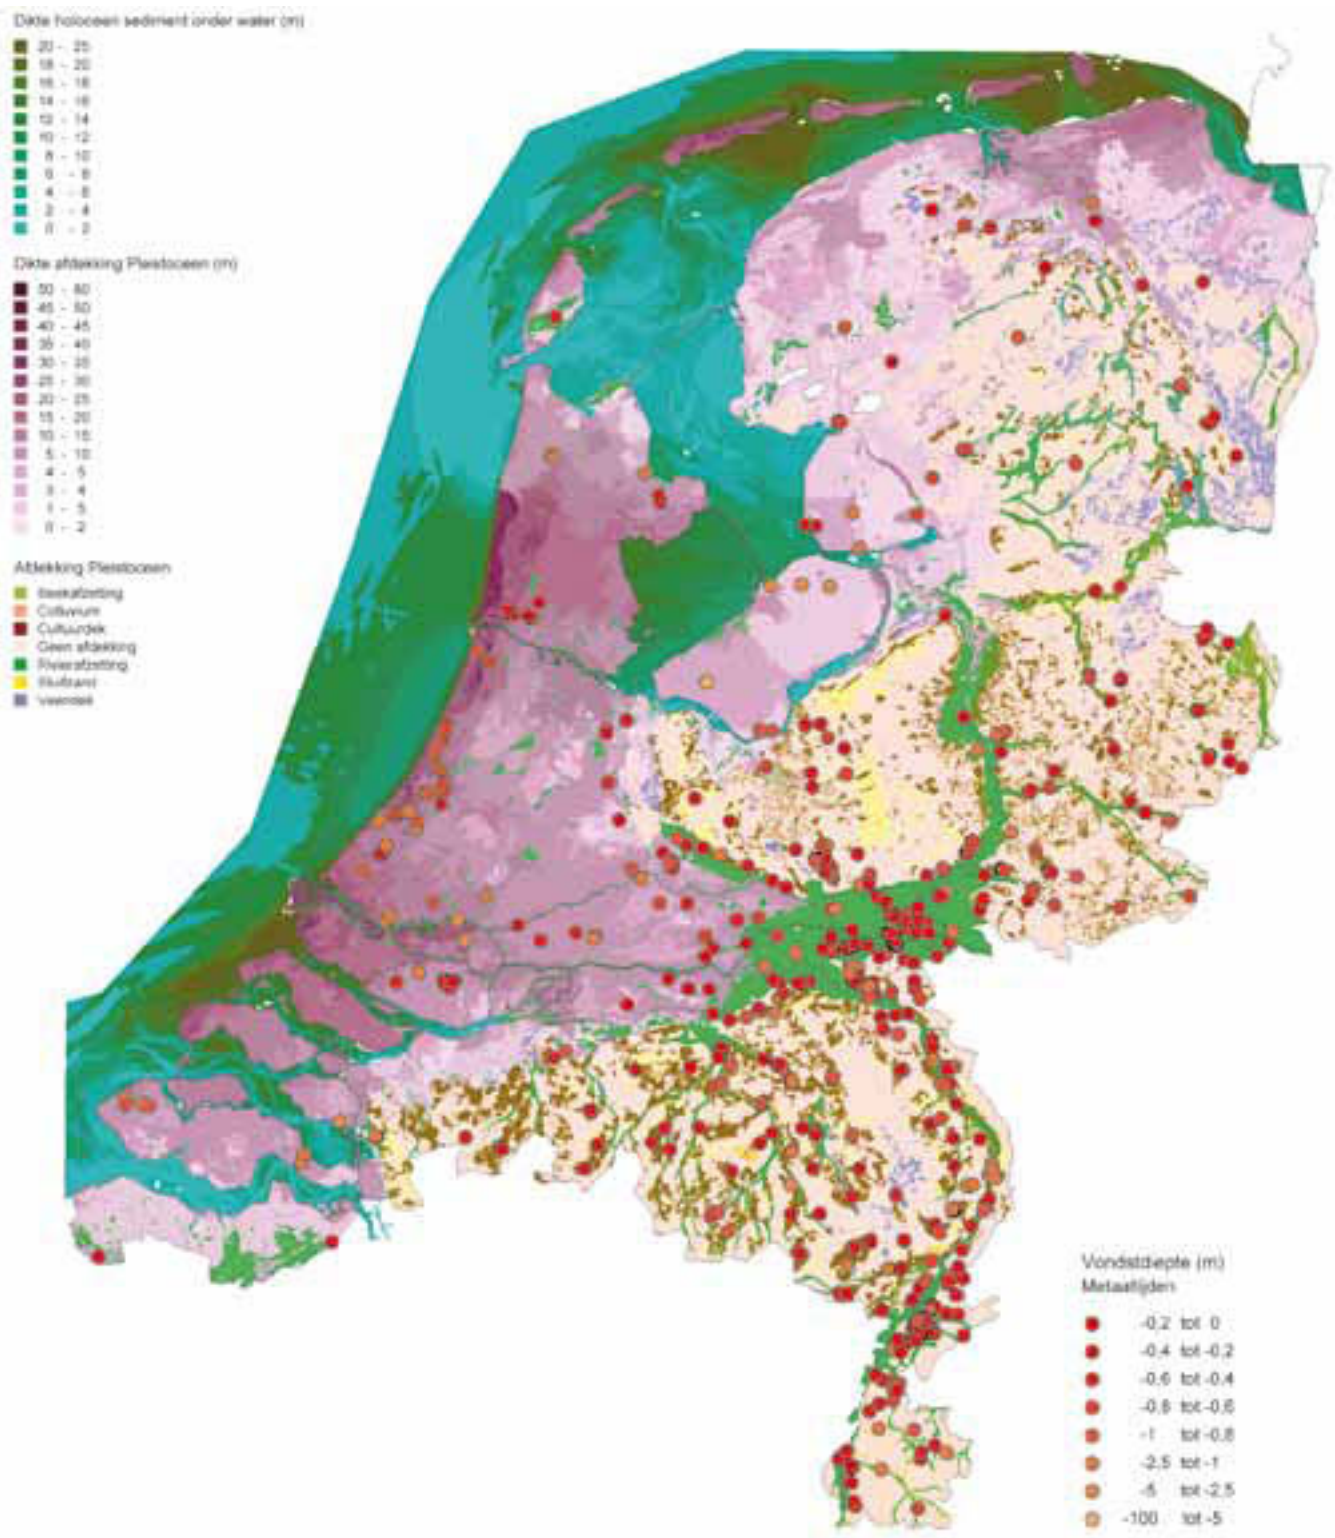 Dikte holoceen sediment onder water (m)
20 - 25
18 - 20
16 - 18
14 - 16
12 - 14
10 - 12
8 - 10
6 - 8
4 - 6
2 - 4
0 - 2
Dikte afdekking Pleistoceen (m)
50 - 60
45 - 50
40 - 45
35 - 40
30 - 35
25 - 30
20 - 25
15 - 20
10 - 15
5 - 10
4 - 5
3 - 4
1 - 5
0 - 2
Afdekking Pleistoceen
Beekafzetting
Colluvium
Cultuurdek
Geen afdekking
Rivierafzetting
Stuifzand
Veendek
Vondstdiepte (m)
Metaaltijden
-0.2 tot 0
-0.4 tot -0.2
-0.6 tot -0.4
-0.8 tot -0.6
-1 tot -0.8
-2.5 tot -1
-5 tot -2.5
-100 tot -5